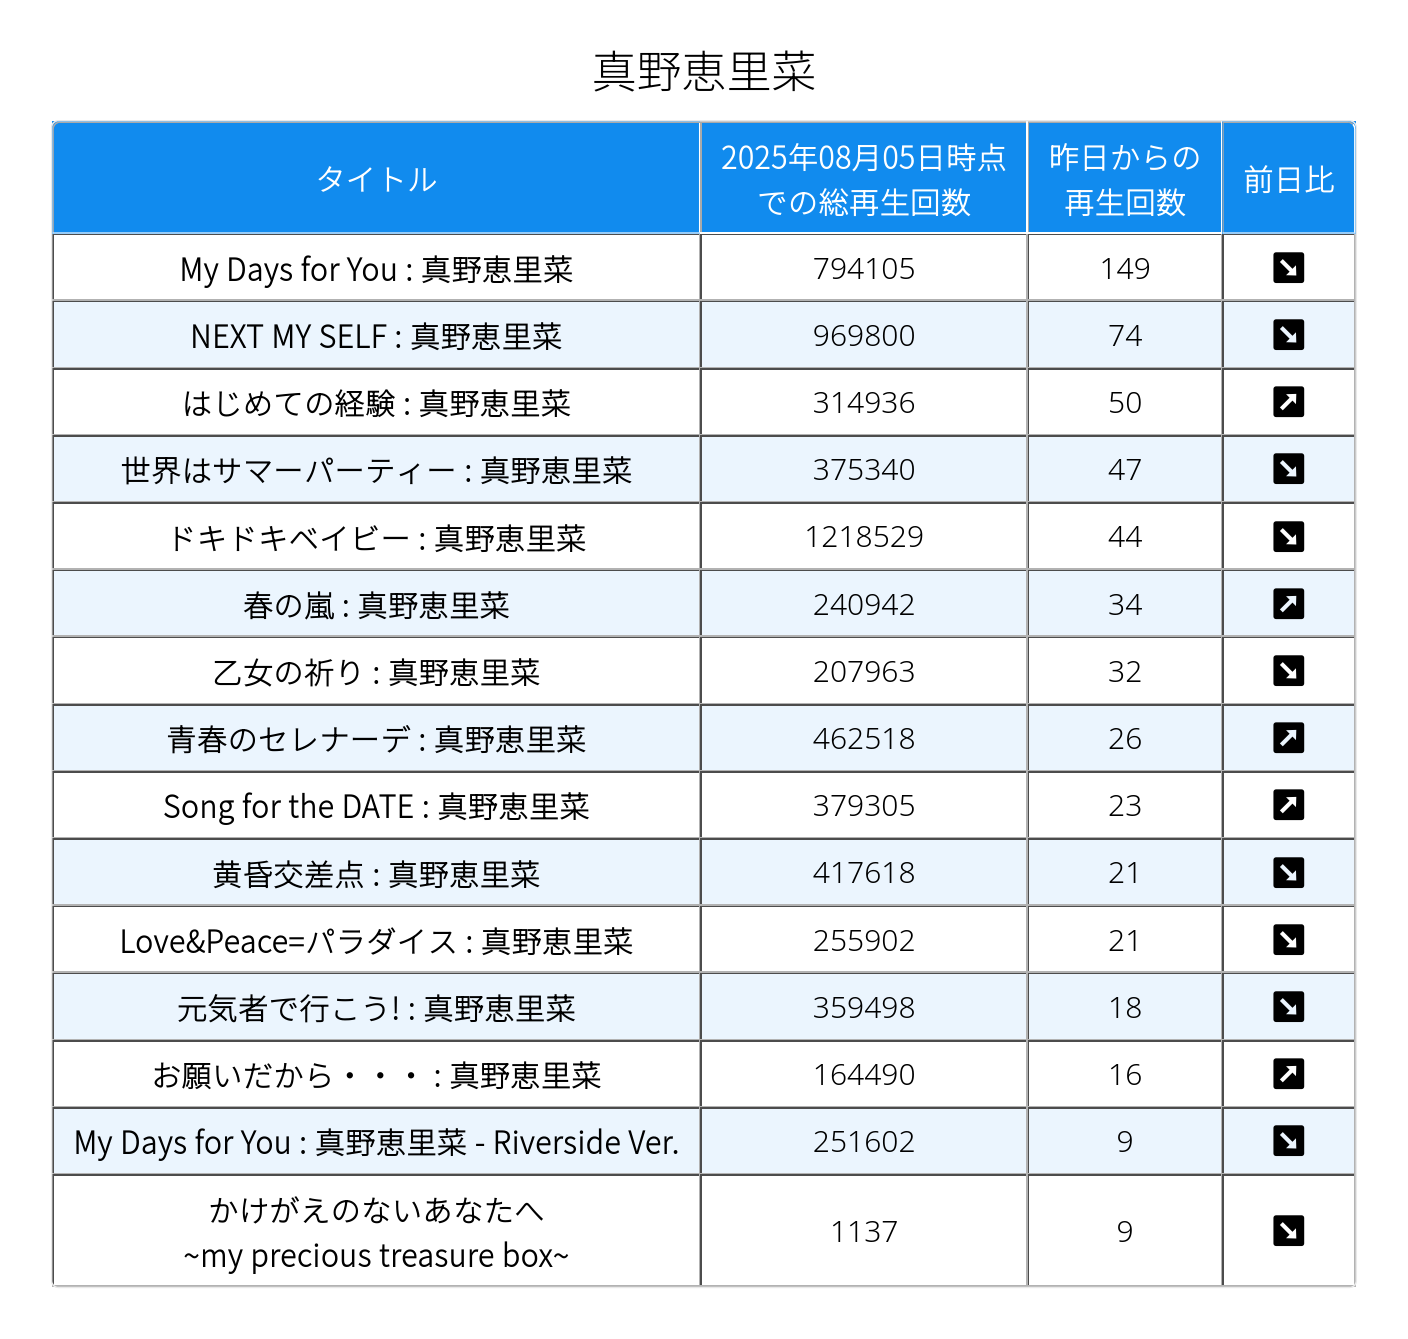 真野恵里菜
タイトル 2025年08月05日時点 昨日からの 前日比
での総再生回数 再生回数
My Days for You : 真野恵里菜 794105 149 ↘
NEXT MY SELF : 真野恵里菜 969800 74 ↘
はじめての経験 : 真野恵里菜 314936 50 ↗
世界はサマーパーティー : 真野恵里菜 375340 47 ↘
ドキドキベイビー : 真野恵里菜 1218529 44 ↘
春の嵐 : 真野恵里菜 240942 34 ↗
乙女の祈り : 真野恵里菜 207963 32 ↘
青春のセレナーデ : 真野恵里菜 462518 26 ↗
Song for the DATE : 真野恵里菜 379305 23 ↗
黄昏交差点 : 真野恵里菜 417618 21 ↘
Love&Peace=パラダイス : 真野恵里菜 255902 21 ↘
元気者で行こう! : 真野恵里菜 359498 18 ↘
お願いだから・・・ : 真野恵里菜 164490 16 ↗
My Days for You : 真野恵里菜 - Riverside Ver. 251602 9 ↘
かけがえのないあなたへ
~my precious treasure box~ 1137 9 ↘